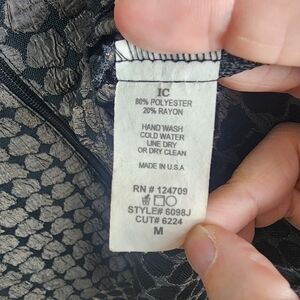 IC
80% POLYESTER
20% RAYON
HAND WASH
COLD WATER
LINE DRY
OR DRY CLEAN
MADE IN U.S.A
RN # 124709
STYLE# 6098J
CUT# 6224
M